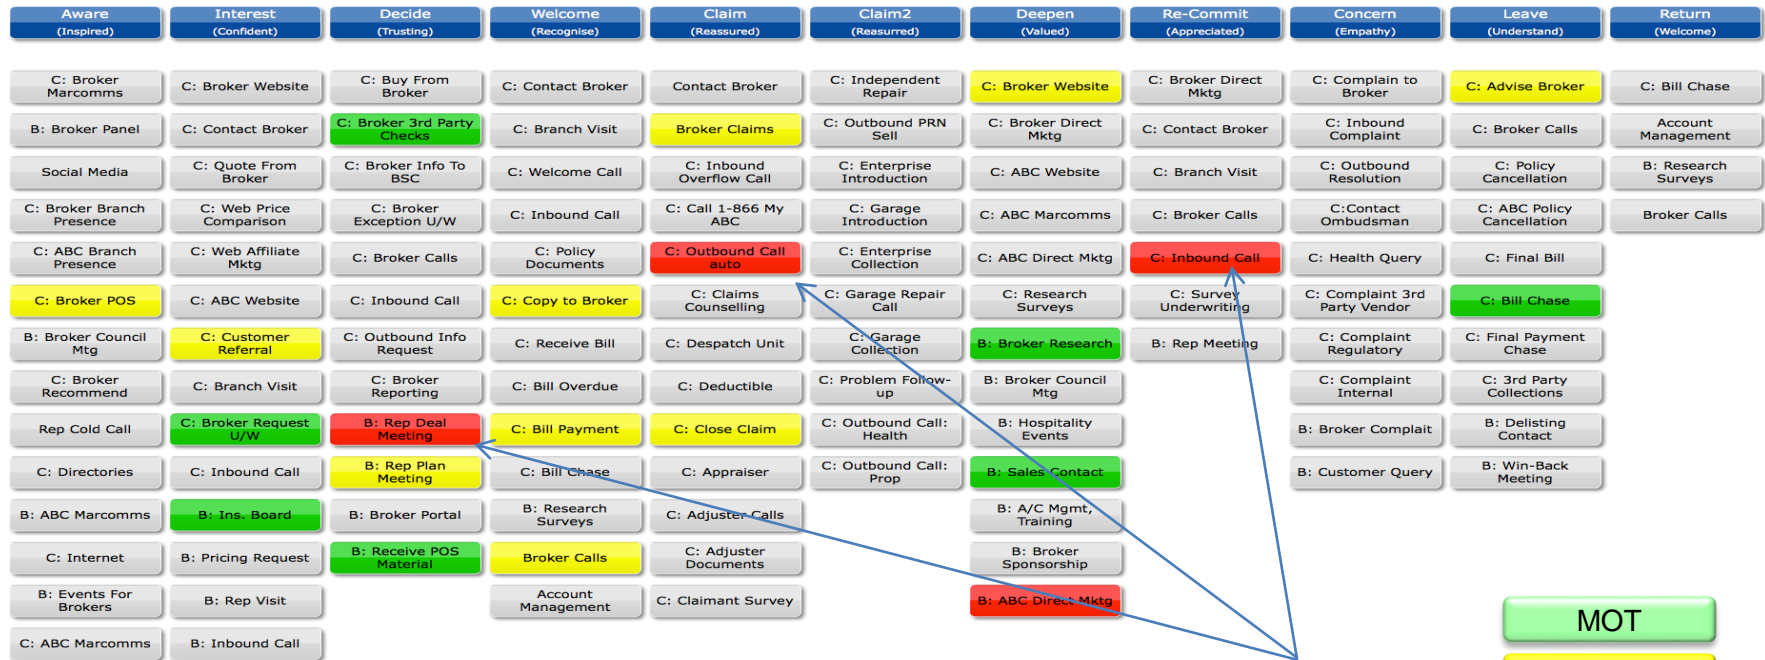 Aware
(Inspired)
Interest
(Confident)
Decide
(Trusting)
Welcome
(Recognise)
Claim
(Reassured)
Claim2
(Reasurred)
Deepen
(Valued)
Re-Commit
(Appreciated)
Concern
(Empathy)
Leave
(Understand)
Return
(Welcome)
C: Broker
Marcomms
B: Broker Panel
Social Media
C: Broker Branch
Presence
C: ABC Branch
Presence
C: Broker POS
B: Broker Council
Mtg
C: Broker
Recommend
Rep Cold Call
C: Directories
B: ABC Marcomms
C: Internet
B: Events For
Brokers
C: ABC Marcomms
C: Broker Website
C: Contact Broker
C: Quote From
Broker
C: Web Price
Comparison
C: Web Affiliate
Mktg
C: ABC Website
C: Customer
Referral
C: Branch Visit
C: Broker Request
U/W
C: Inbound Call
B: Ins. Board
B: Pricing Request
B: Rep Visit
B: Inbound Call
C: Buy From
Broker
C: Broker 3rd Party
Checks
C: Broker Info To
BSC
C: Broker
Exception U/W
C: Broker Calls
C: Inbound Call
C: Outbound Info
Request
C: Broker
Reporting
B: Rep Deal
Meeting
B: Rep Plan
Meeting
B: Broker Portal
B: Receive POS
Material
C: Contact Broker
C: Branch Visit
C: Welcome Call
C: Inbound Call
C: Policy
Documents
C: Copy to Broker
C: Receive Bill
C: Bill Overdue
C: Bill Payment
C: Bill Chase
B: Research
Surveys
Broker Calls
Account
Management
Contact Broker
Broker Claims
C: Inbound
Overflow Call
C: Call 1-866 My
ABC
C: Outbound Call
auto
C: Claims
Counselling
C: Despatch Unit
C: Deductible
C: Close Claim
C: Appraiser
C: Adjuster Calls
C: Adjuster
Documents
C: Claimant Survey
C: Independent
Repair
C: Outbound PRN
Sell
C: Enterprise
Introduction
C: Garage
Introduction
C: Enterprise
Collection
C: Garage Repair
Call
C: Garage
Collection
C: Problem Follow-
up
C: Outbound Call:
Health
C: Outbound Call:
Prop
C: Broker Website
C: Broker Direct
Mktg
C: ABC Website
C: ABC Marcomms
C: ABC Direct Mktg
C: Research
Surveys
B: Broker Research
B: Broker Council
Mtg
B: Hospitality
Events
B: Sales Contact
B: A/C Mgmt,
Training
B: Broker
Sponsorship
B: ABC Direct Mktg
C: Broker Direct
Mktg
C: Contact Broker
C: Branch Visit
C: Broker Calls
C: Inbound Call
C: Survey
Underwriting
B: Rep Meeting
C: Complain to
Broker
C: Inbound
Complaint
C: Outbound
Resolution
C:Contact
Ombudsman
C: Health Query
C: Complaint 3rd
Party Vendor
C: Complaint
Regulatory
C: Complaint
Internal
B: Broker Complait
B: Customer Query
C: Advise Broker
C: Broker Calls
C: Policy
Cancellation
C: ABC Policy
Cancellation
C: Final Bill
C: Bill Chase
C: Final Payment
Chase
C: 3rd Party
Collections
B: Delisting
Contact
B: Win-Back
Meeting
C: Bill Chase
Account
Management
B: Research
Surveys
Broker Calls
MOT